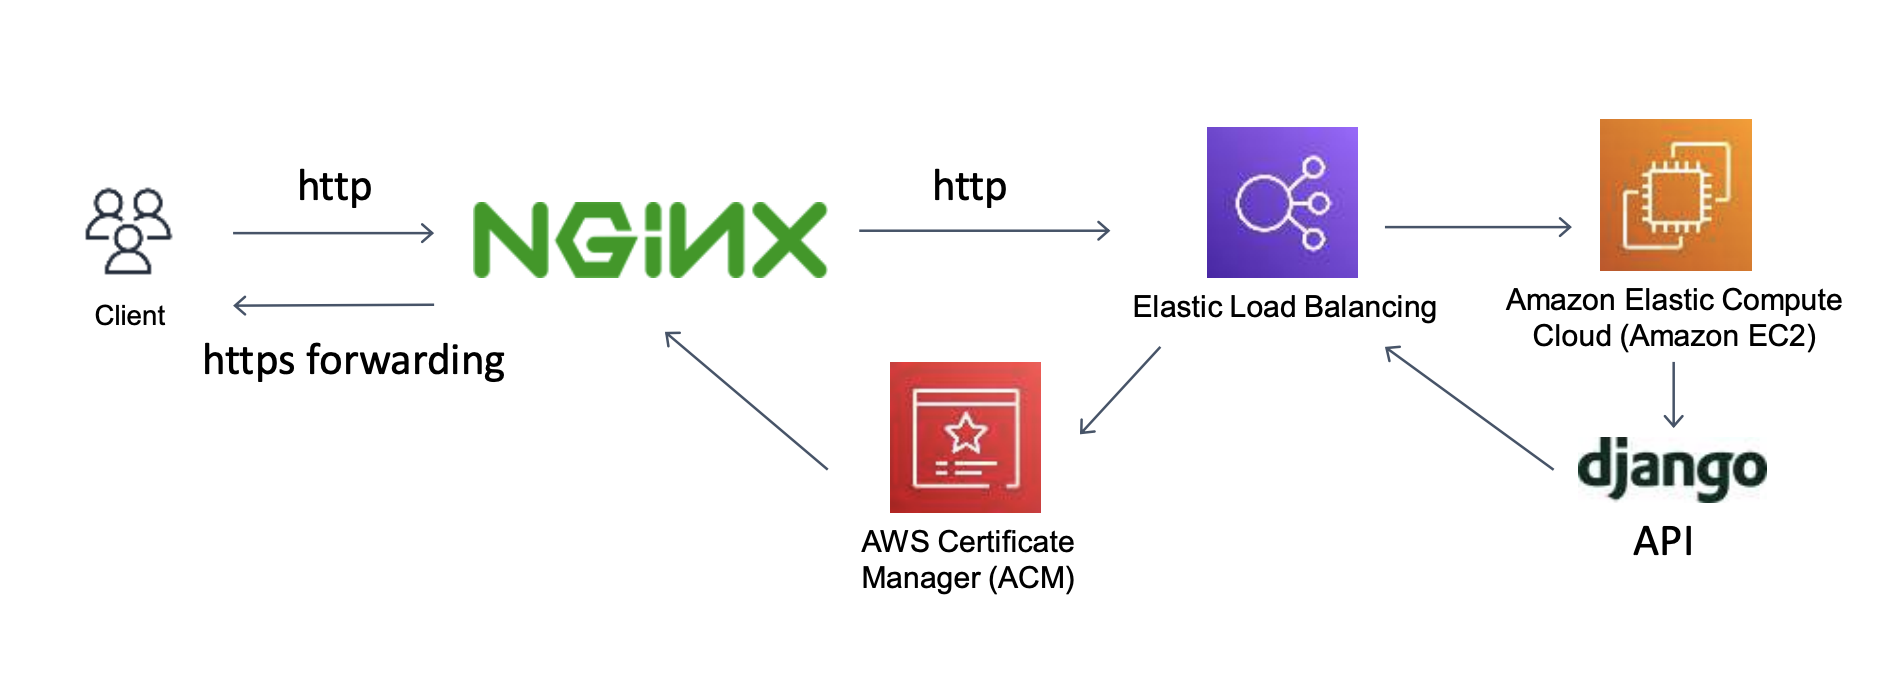 http
http
NGINX
Client
https forwarding
Elastic Load Balancing
Amazon Elastic Compute
Cloud (Amazon EC2)
django
API
AWS Certificate
Manager (ACM)